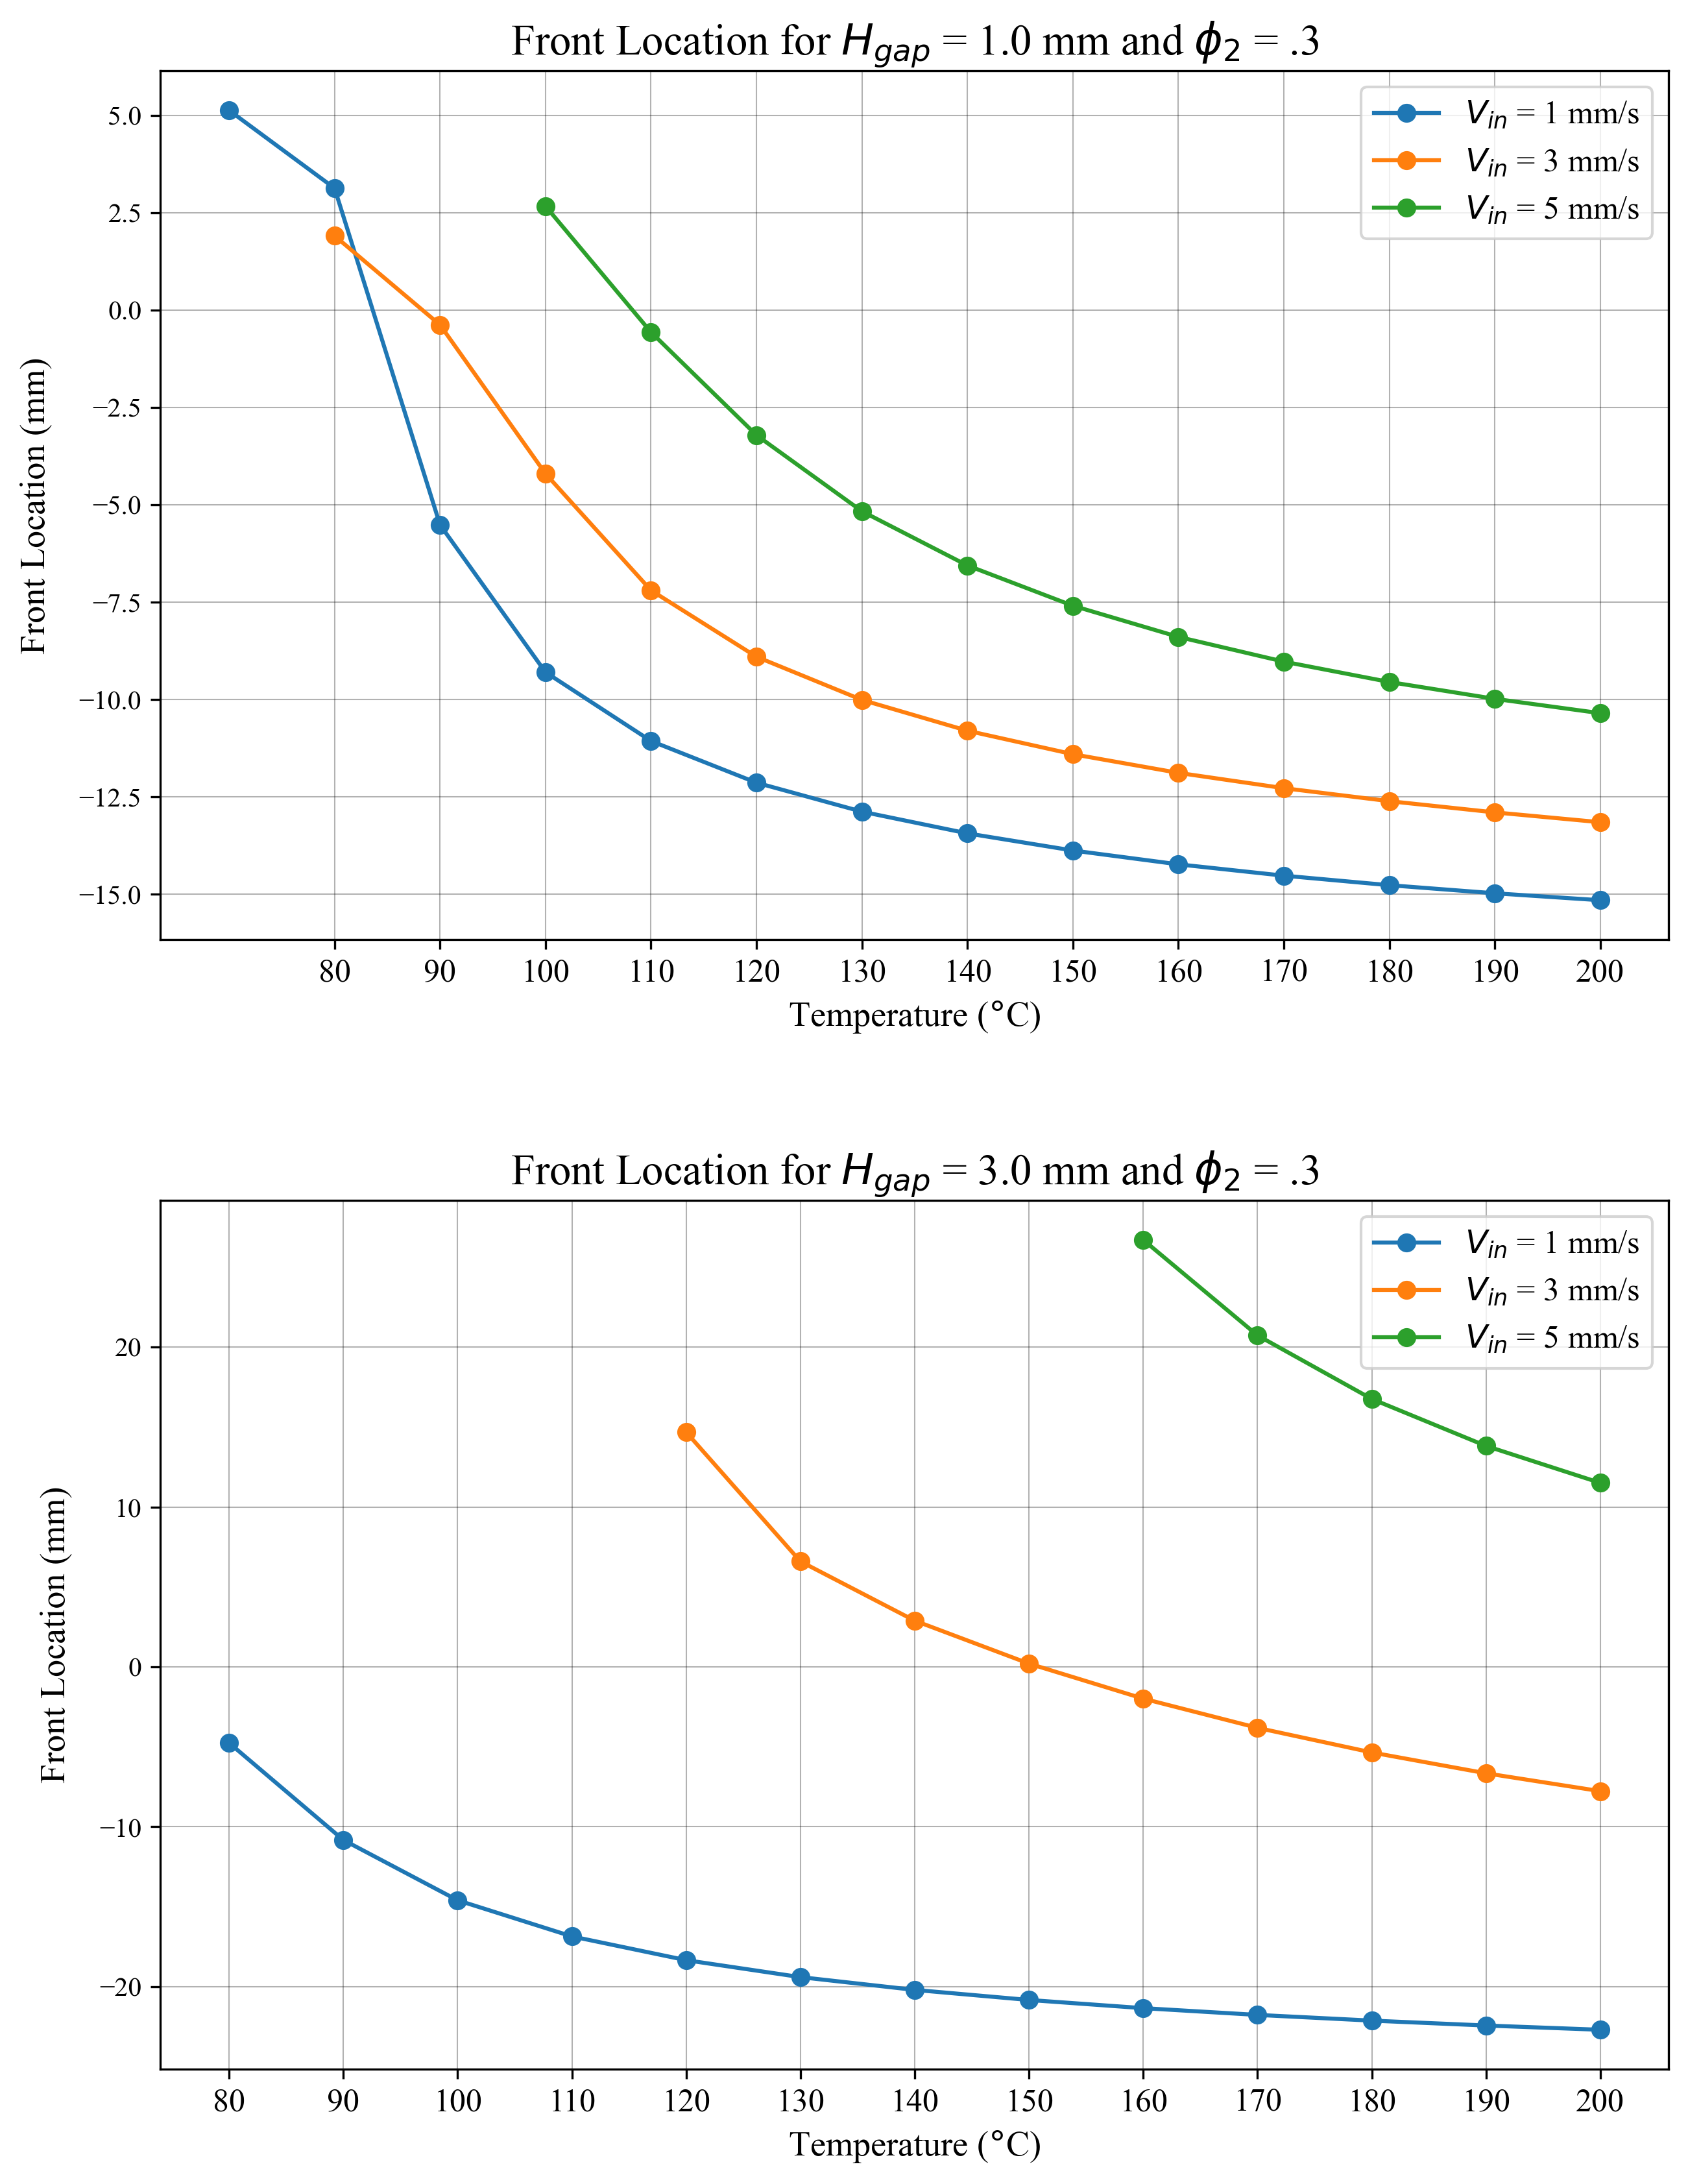 Front Location for H_gap = 1.0 mm and ϕ_2 = .3
5.0
2.5
0.0
−2.5
−5.0
−7.5
−10.0
−12.5
−15.0
Front Location (mm)
V_in = 1 mm/s
V_in = 3 mm/s
V_in = 5 mm/s
80 90 100 110 120 130 140 150 160 170 180 190 200
Temperature (°C)
Front Location for H_gap = 3.0 mm and ϕ_2 = .3
20
10
0
−10
−20
Front Location (mm)
V_in = 1 mm/s
V_in = 3 mm/s
V_in = 5 mm/s
80 90 100 110 120 130 140 150 160 170 180 190 200
Temperature (°C)